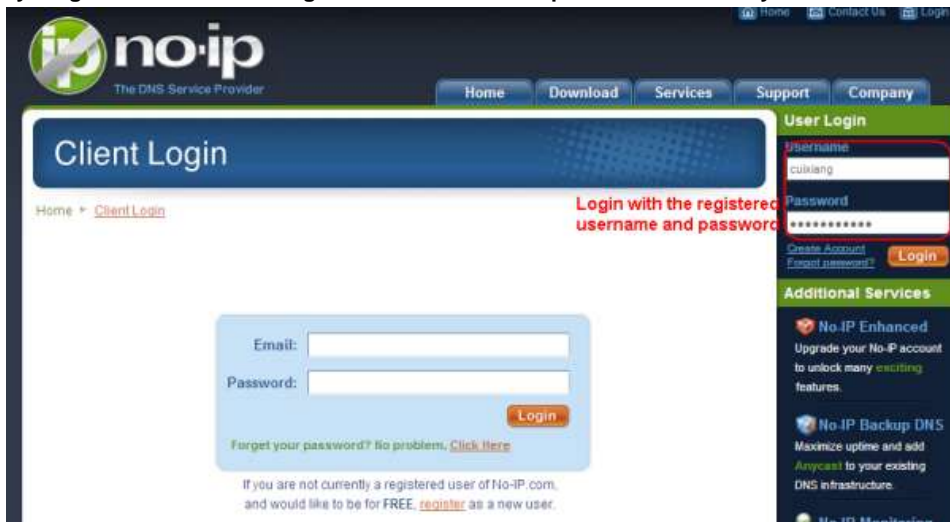 Home Contact Us Login
no-ip
The DNS Service Provider
Home Download Services Support Company
Client Login
Home Client Login
Login with the registered
username and password
User Login
Username
cuixiang
Password
Create Account
Forgot password?
Login
Additional Services
No-IP Enhanced
Upgrade your No-IP account
to unlock many exciting
features.
No-IP Backup DNS
Maximize uptime and add
Anycast to your existing
DNS infrastructure.
No-IP Monitoring
Email:
Password:
Login
Forget your password? No problem, Click Here
If you are not currently a registered user of No-IP.com,
and would like to be for FREE, register as a new user.